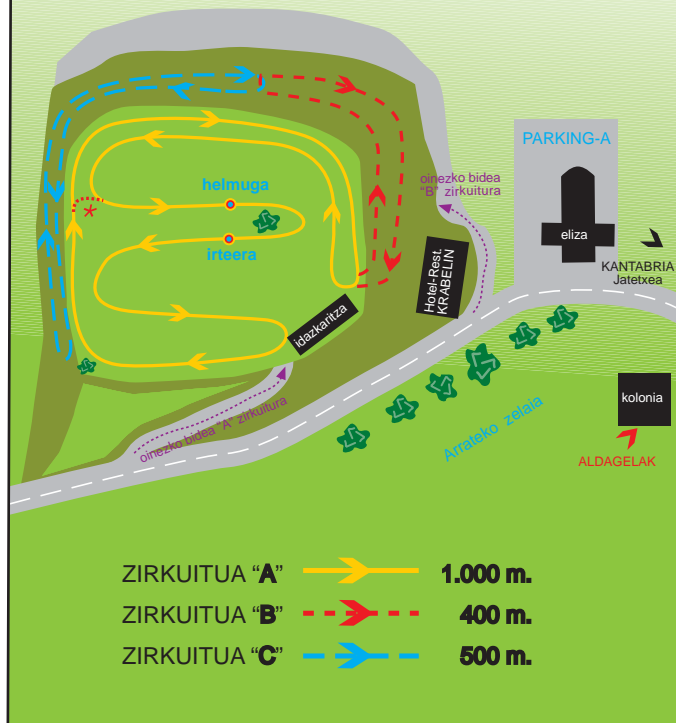 PARKING-A
oinezko bidea
"B" zirkuitura
helmuga
eliza
irteera
KANTABRIA
Jatetxea
Hotel-Rest.
KRABELIN
idazkaritza
kolonia
oinezko bidea "A" zirkuitura
Arrateko zelaia
ALDAGELAK
ZIRKUITUA “A” 1.000 m.
ZIRKUITUA “B” 400 m.
ZIRKUITUA “C” 500 m.